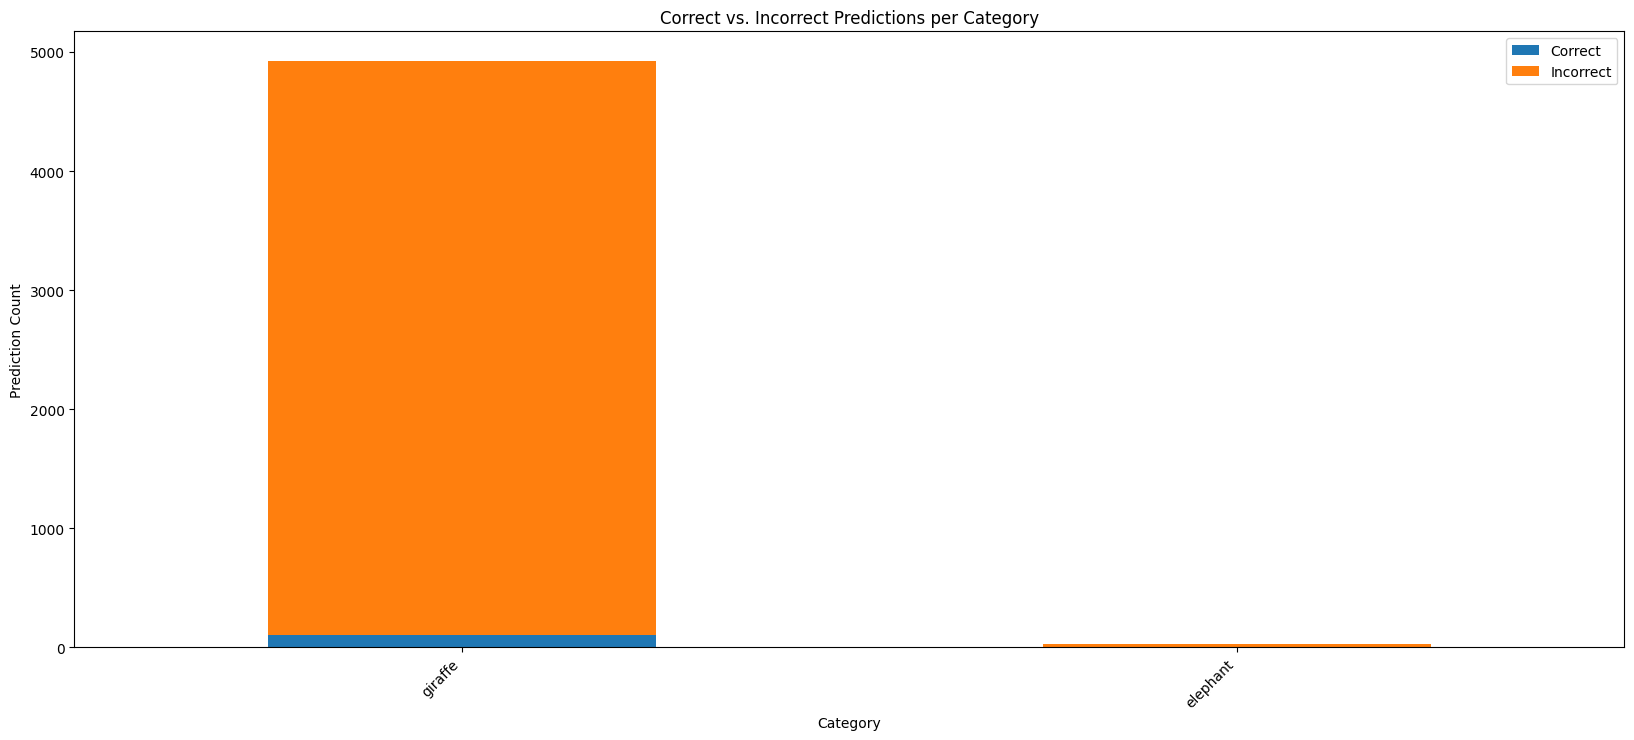 Correct vs. Incorrect Predictions per Category
Correct
Incorrect
5000
4000
3000
2000
1000
0
Prediction Count
giraffe
elephant
Category